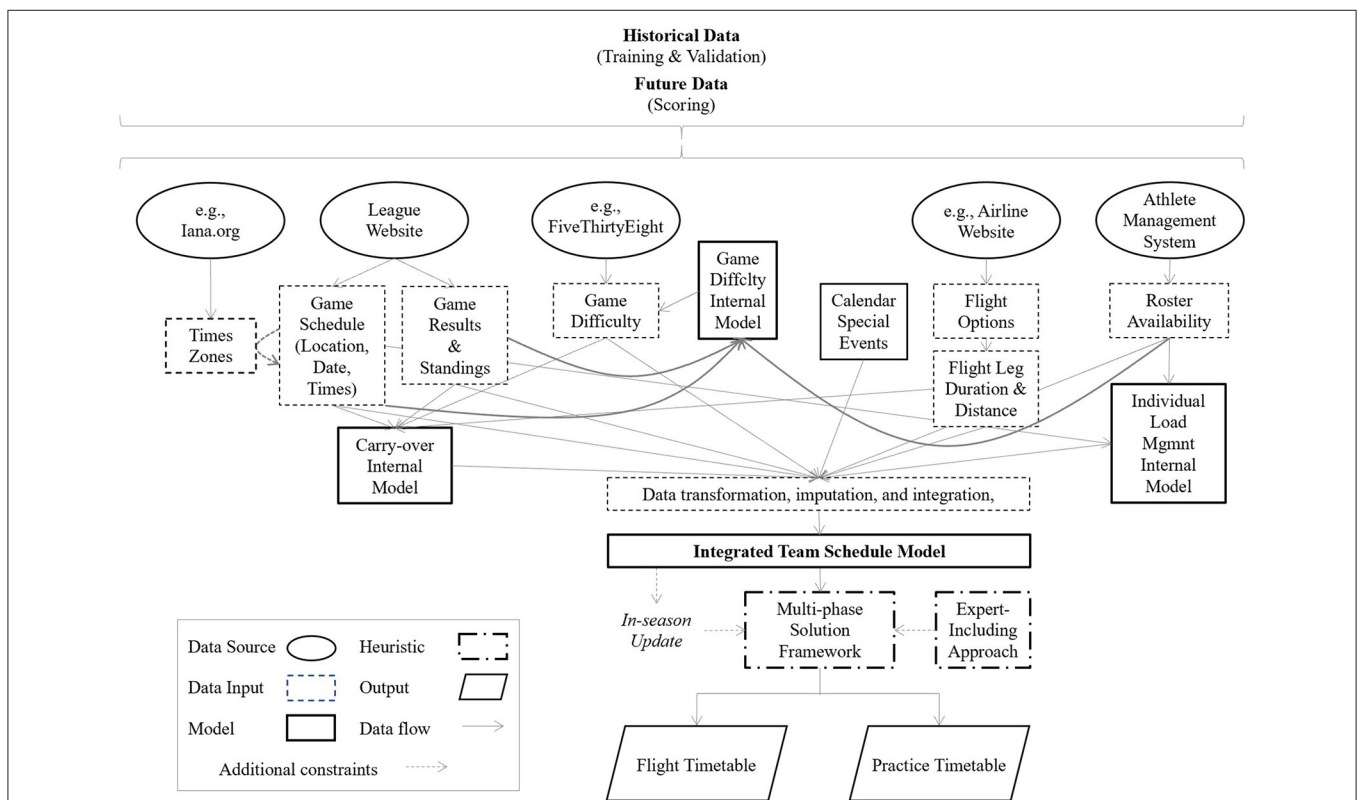 Historical Data
(Training & Validation)
Future Data
(Scoring)
e.g.,
Iana.org
League
Website
e.g.,
FiveThirtyEight
e.g., Airline
Website
Athlete
Management
System
Times
Zones
Game
Schedule
(Location,
Date,
Times)
Game
Results
&
Standings
Game
Difficulty
Game
Diffclty
Internal
Model
Calendar
Special
Events
Flight
Options
Flight Leg
Duration &
Distance
Roster
Availability
Carry-over
Internal
Model
Individual
Load
Mgmnt
Internal
Model
Data transformation, imputation, and integration,
Integrated Team Schedule Model
In-season
Update
Multi-phase
Solution
Framework
Expert-
Including
Approach
Data Source
Heuristic
Data Input
Output
Model
Data flow
Additional constraints
Flight Timetable
Practice Timetable